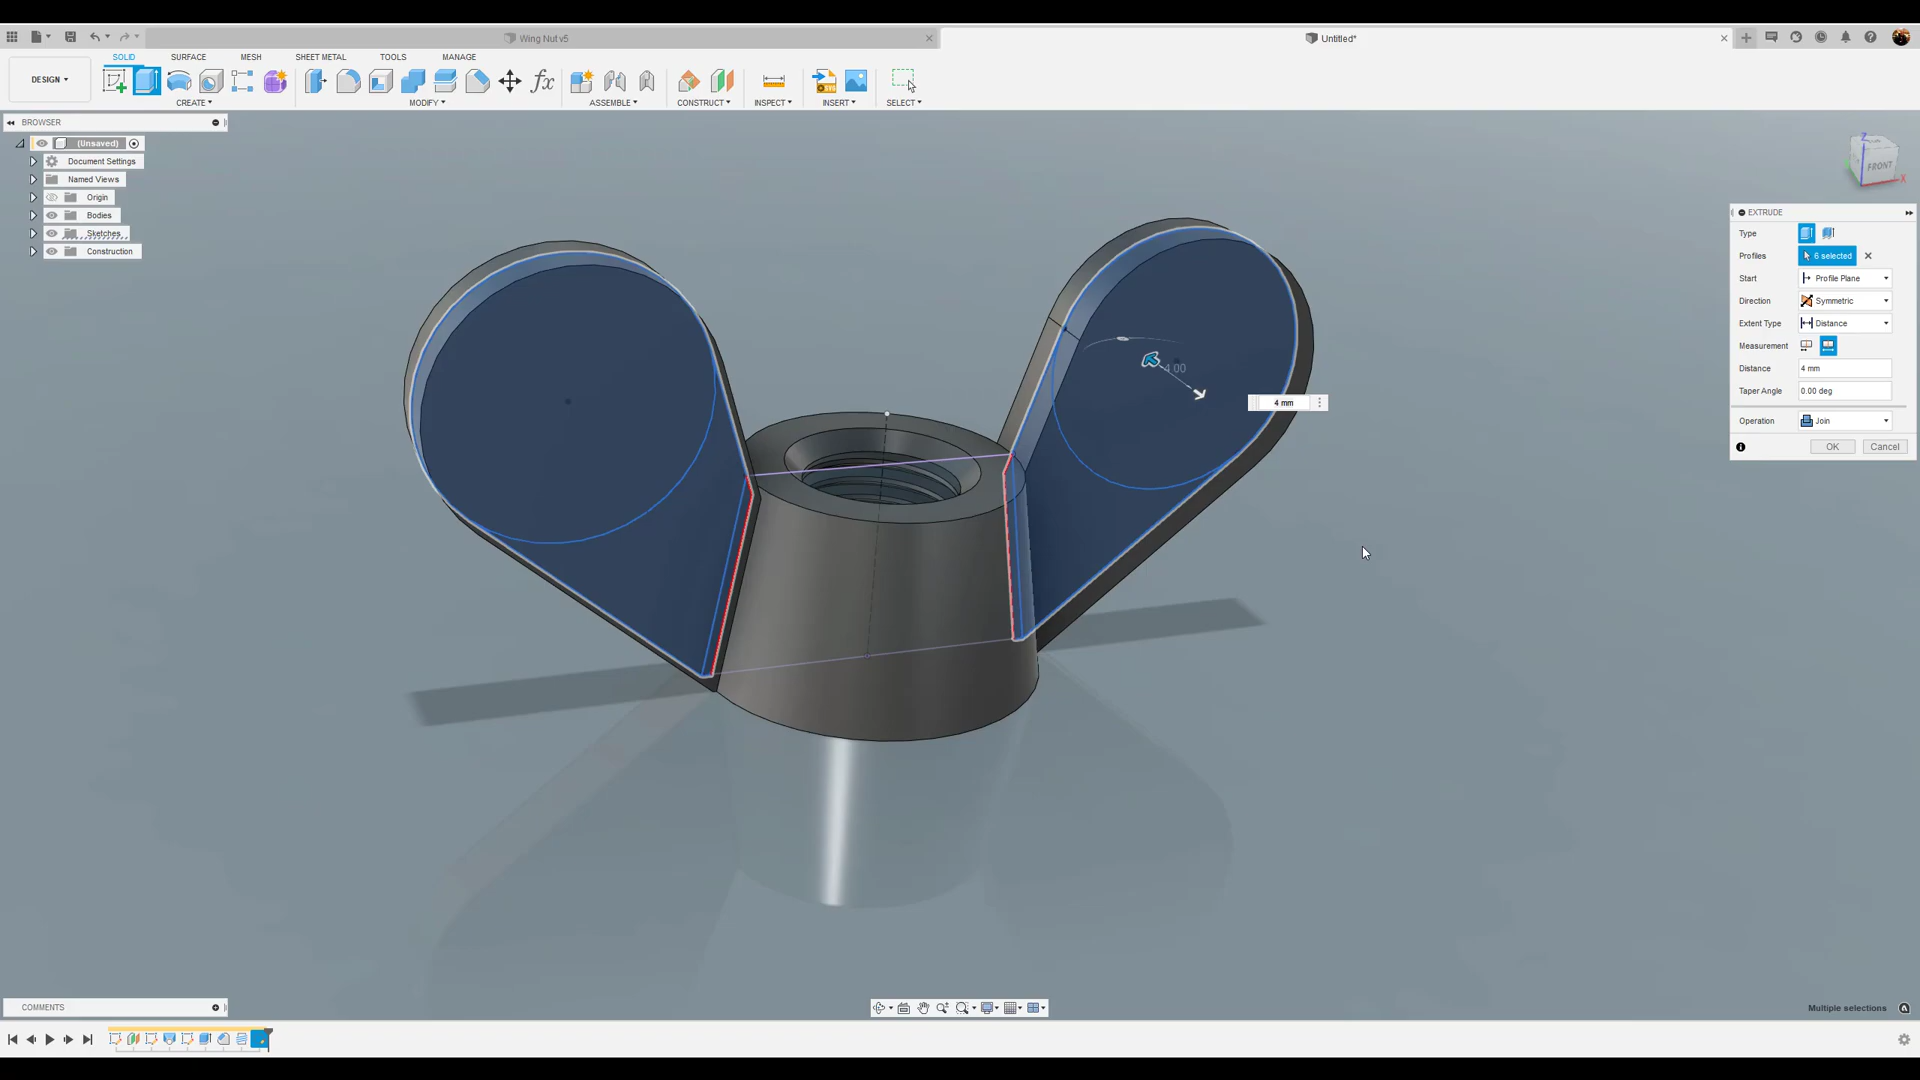 Wing Nut v5
Untitled*
DESIGN
SOLID
SURFACE
MESH
SHEET METAL
TOOLS
MANAGE
CREATE
MODIFY
ASSEMBLE
CONSTRUCT
INSPECT
INSERT
SELECT
BROWSER
(Unsaved)
Document Settings
Named Views
Origin
Bodies
Sketches
Construction
Z
FRONT
X
EXTRUDE
Type
Profiles
6 selected
Start
Profile Plane
Direction
Symmetric
Extent Type
Distance
Measurement
Distance
4 mm
Taper Angle
0.00 deg
Operation
Join
OK
Cancel
4.00
4 mm
COMMENTS
Multiple selections